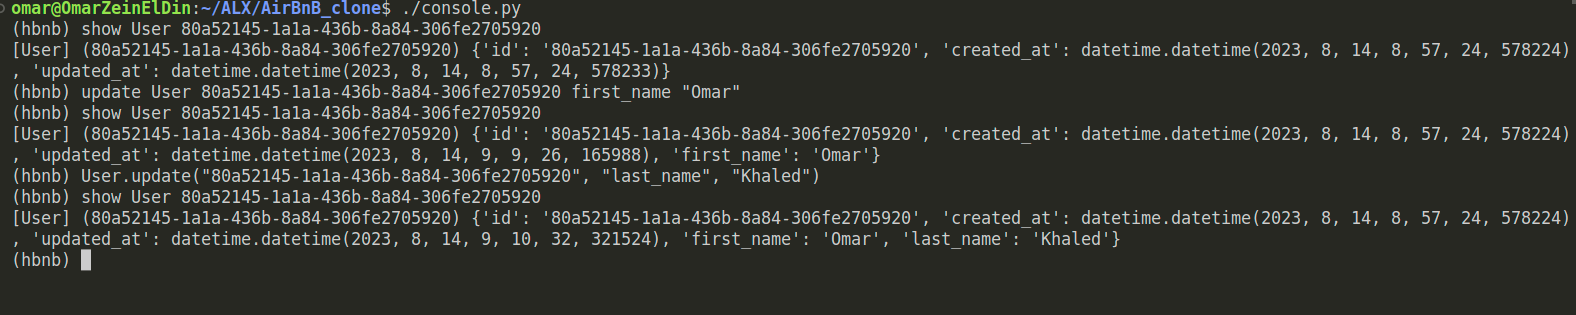 omar@OmarZeinElDin:~/ALX/AirBnB_clone$ ./console.py
(hbnb) show User 80a52145-1a1a-436b-8a84-306fe2705920
[User] (80a52145-1a1a-436b-8a84-306fe2705920) {'id': '80a52145-1a1a-436b-8a84-306fe2705920', 'created_at': datetime.datetime(2023, 8, 14, 8, 57, 24, 578224)
, 'updated_at': datetime.datetime(2023, 8, 14, 8, 57, 24, 578233)}
(hbnb) update User 80a52145-1a1a-436b-8a84-306fe2705920 first_name "Omar"
(hbnb) show User 80a52145-1a1a-436b-8a84-306fe2705920
[User] (80a52145-1a1a-436b-8a84-306fe2705920) {'id': '80a52145-1a1a-436b-8a84-306fe2705920', 'created_at': datetime.datetime(2023, 8, 14, 8, 57, 24, 578224)
, 'updated_at': datetime.datetime(2023, 8, 14, 9, 9, 26, 165988), 'first_name': 'Omar'}
(hbnb) User.update("80a52145-1a1a-436b-8a84-306fe2705920", "last_name", "Khaled")
(hbnb) show User 80a52145-1a1a-436b-8a84-306fe2705920
[User] (80a52145-1a1a-436b-8a84-306fe2705920) {'id': '80a52145-1a1a-436b-8a84-306fe2705920', 'created_at': datetime.datetime(2023, 8, 14, 8, 57, 24, 578224)
, 'updated_at': datetime.datetime(2023, 8, 14, 9, 10, 32, 321524), 'first_name': 'Omar', 'last_name': 'Khaled'}
(hbnb)